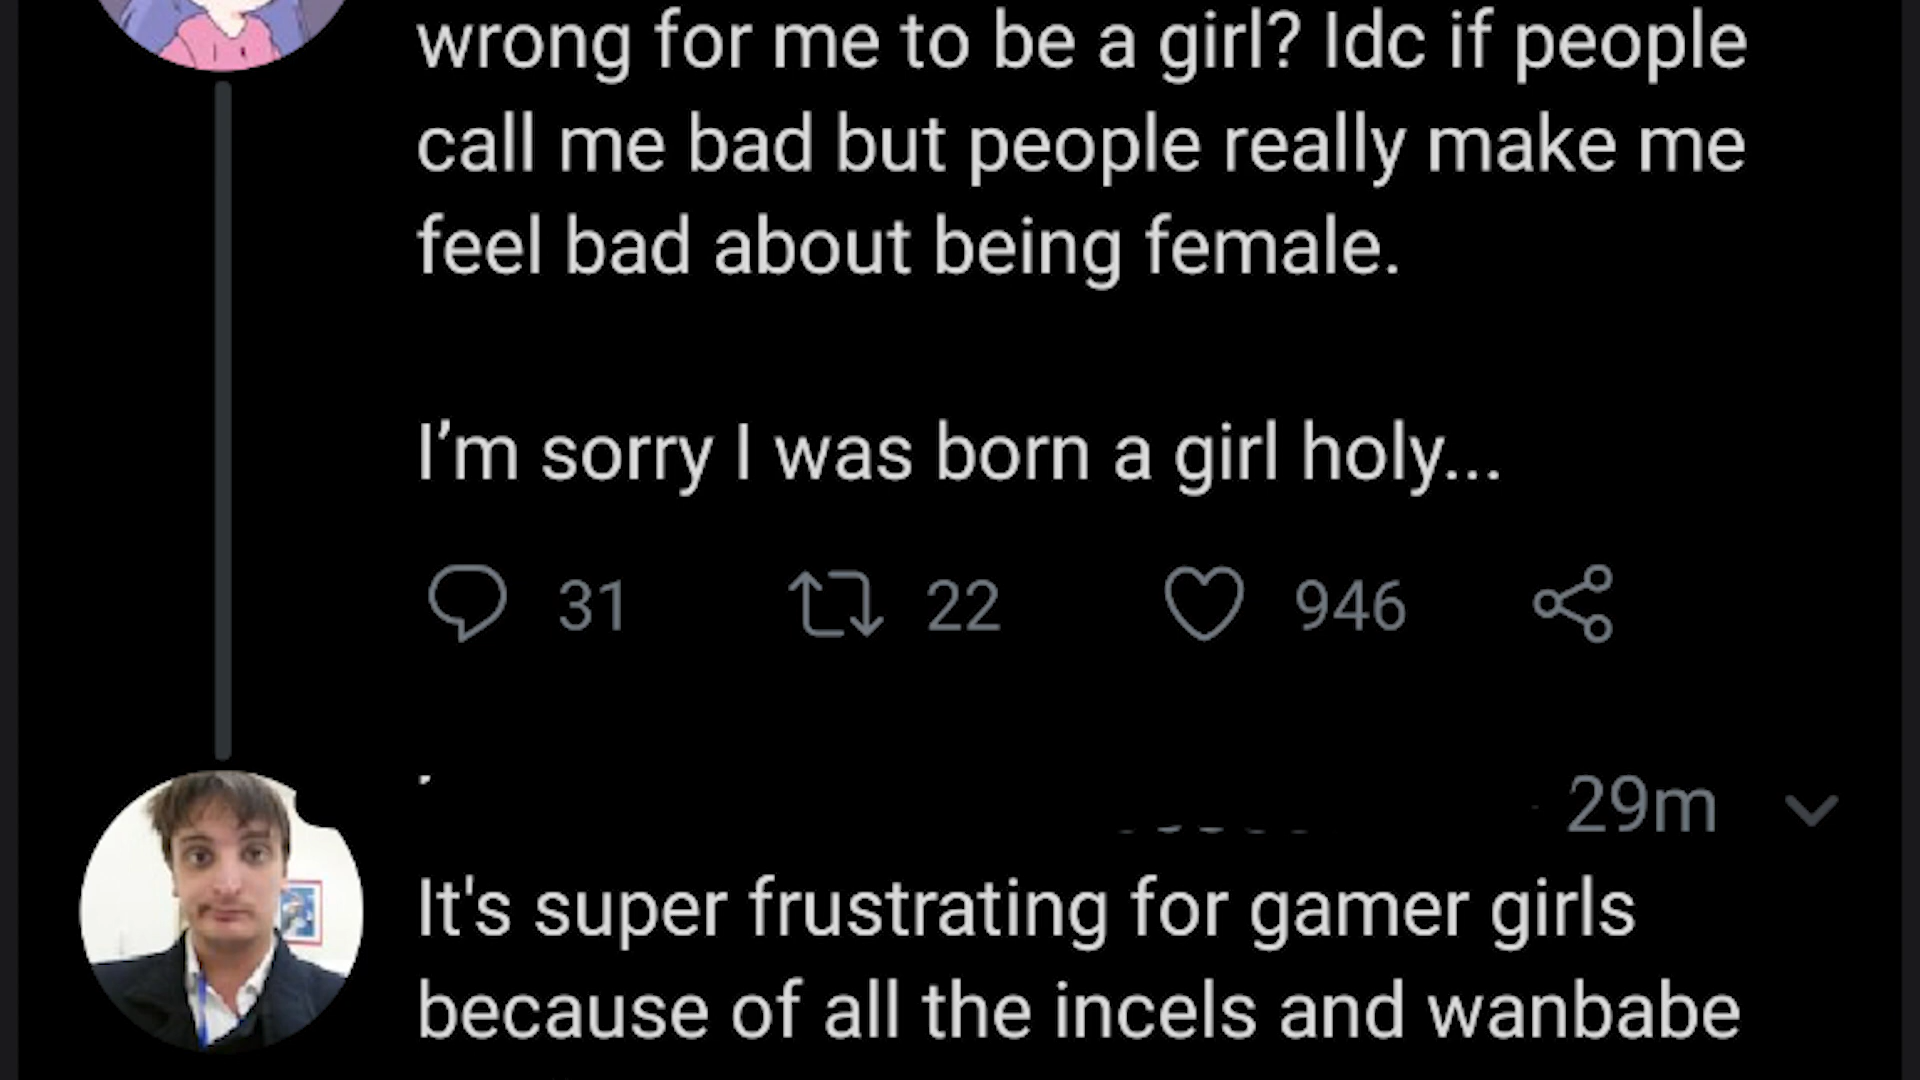 wrong for me to be a girl? Idc if people
call me bad but people really make me
feel bad about being female.
I'm sorry I was born a girl holy...
31 22 946
29m
It's super frustrating for gamer girls
because of all the incels and wanbabe